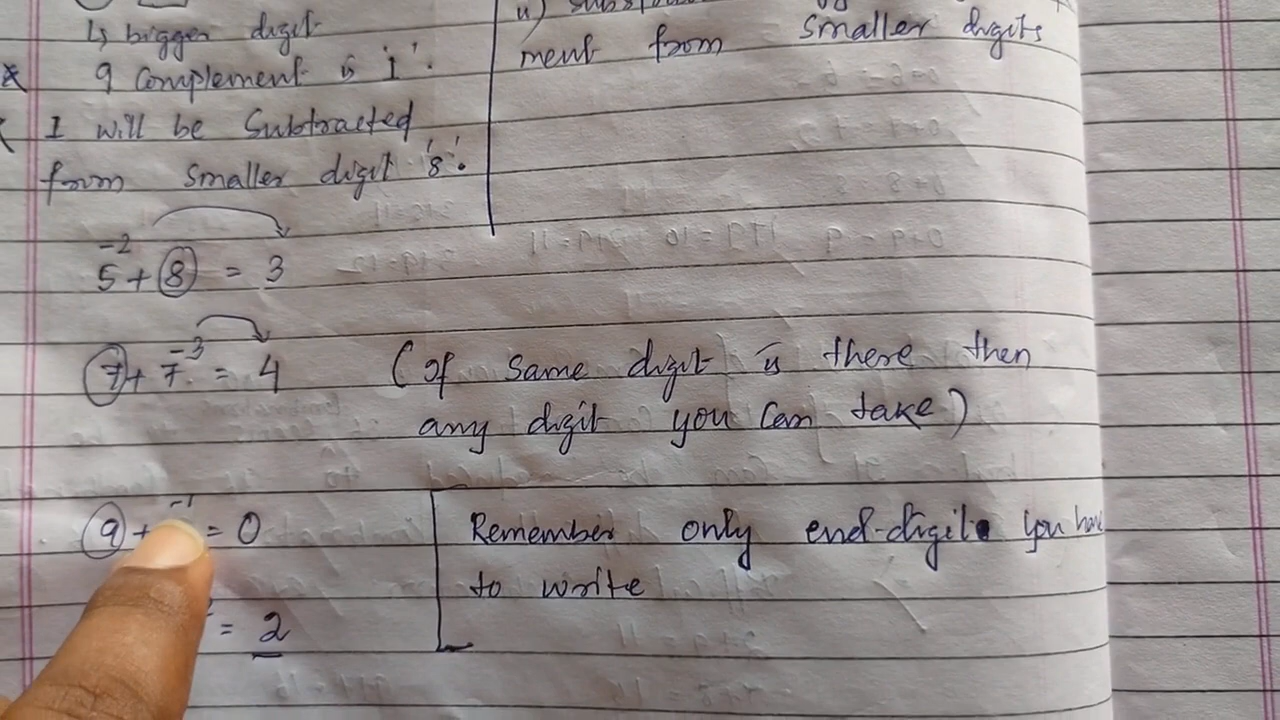 is bigger digit
9 Complement is '1'.
1 will be Subtracted
from smaller digit '8'.
ment from smaller digits
-2
5 + 8 = 3
-3
7 + 7 = 4
(If Same digit is there then
any digit you Can take)
-1
9 + = 0
= 2
Remember only end-digit you have
to write